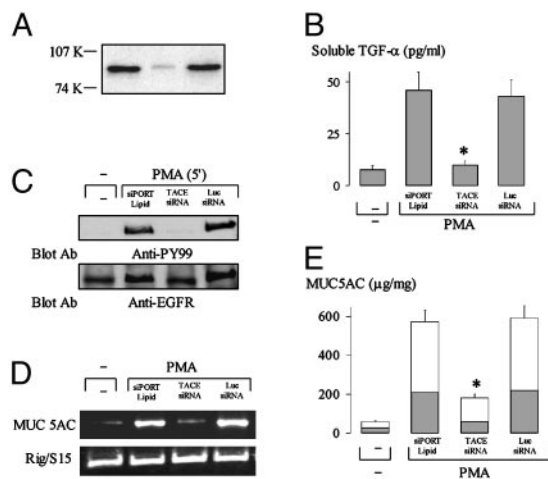 A
107 K
74 K
B
Soluble TGF-α (pg/ml)
50
25
0
*
–
–
siPORT Lipid
TACE siRNA
Luc siRNA
PMA
C
–
–
PMA (5')
siPORT Lipid
TACE siRNA
Luc siRNA
Blot Ab
Anti-PY99
Blot Ab
Anti-EGFR
D
–
–
PMA
siPORT Lipid
TACE siRNA
Luc siRNA
MUC 5AC
Rig/S15
E
MUC5AC (µg/mg)
600
400
200
0
*
–
–
siPORT Lipid
TACE siRNA
Luc siRNA
PMA